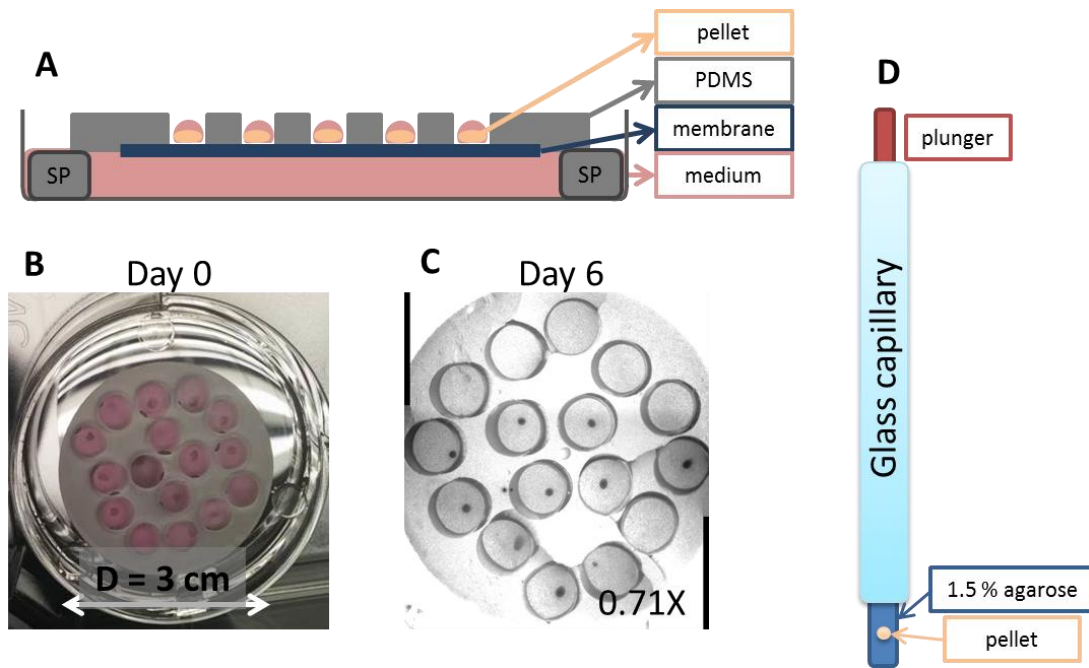 A
pellet
PDMS
membrane
medium
SP
SP
D
plunger
Glass capillary
1.5 % agarose
pellet
B
Day 0
D = 3 cm
C
Day 6
0.71X